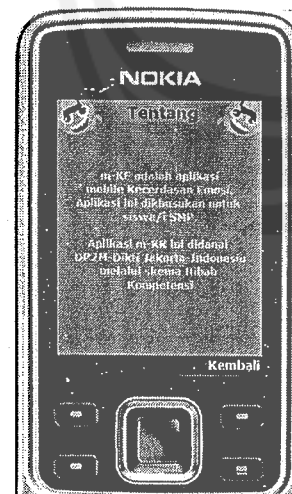 NOKIA
Tentang
m-KE adalah aplikasi
mobile Kecerdasan Emosi.
Aplikasi ini dikhusukan untuk
siswa/i SMP
Aplikasi m-KE ini didanai
DP2M-Dikti Jakarta-Indonesia
melalui skema Hibah
Kompetensi
Kembali